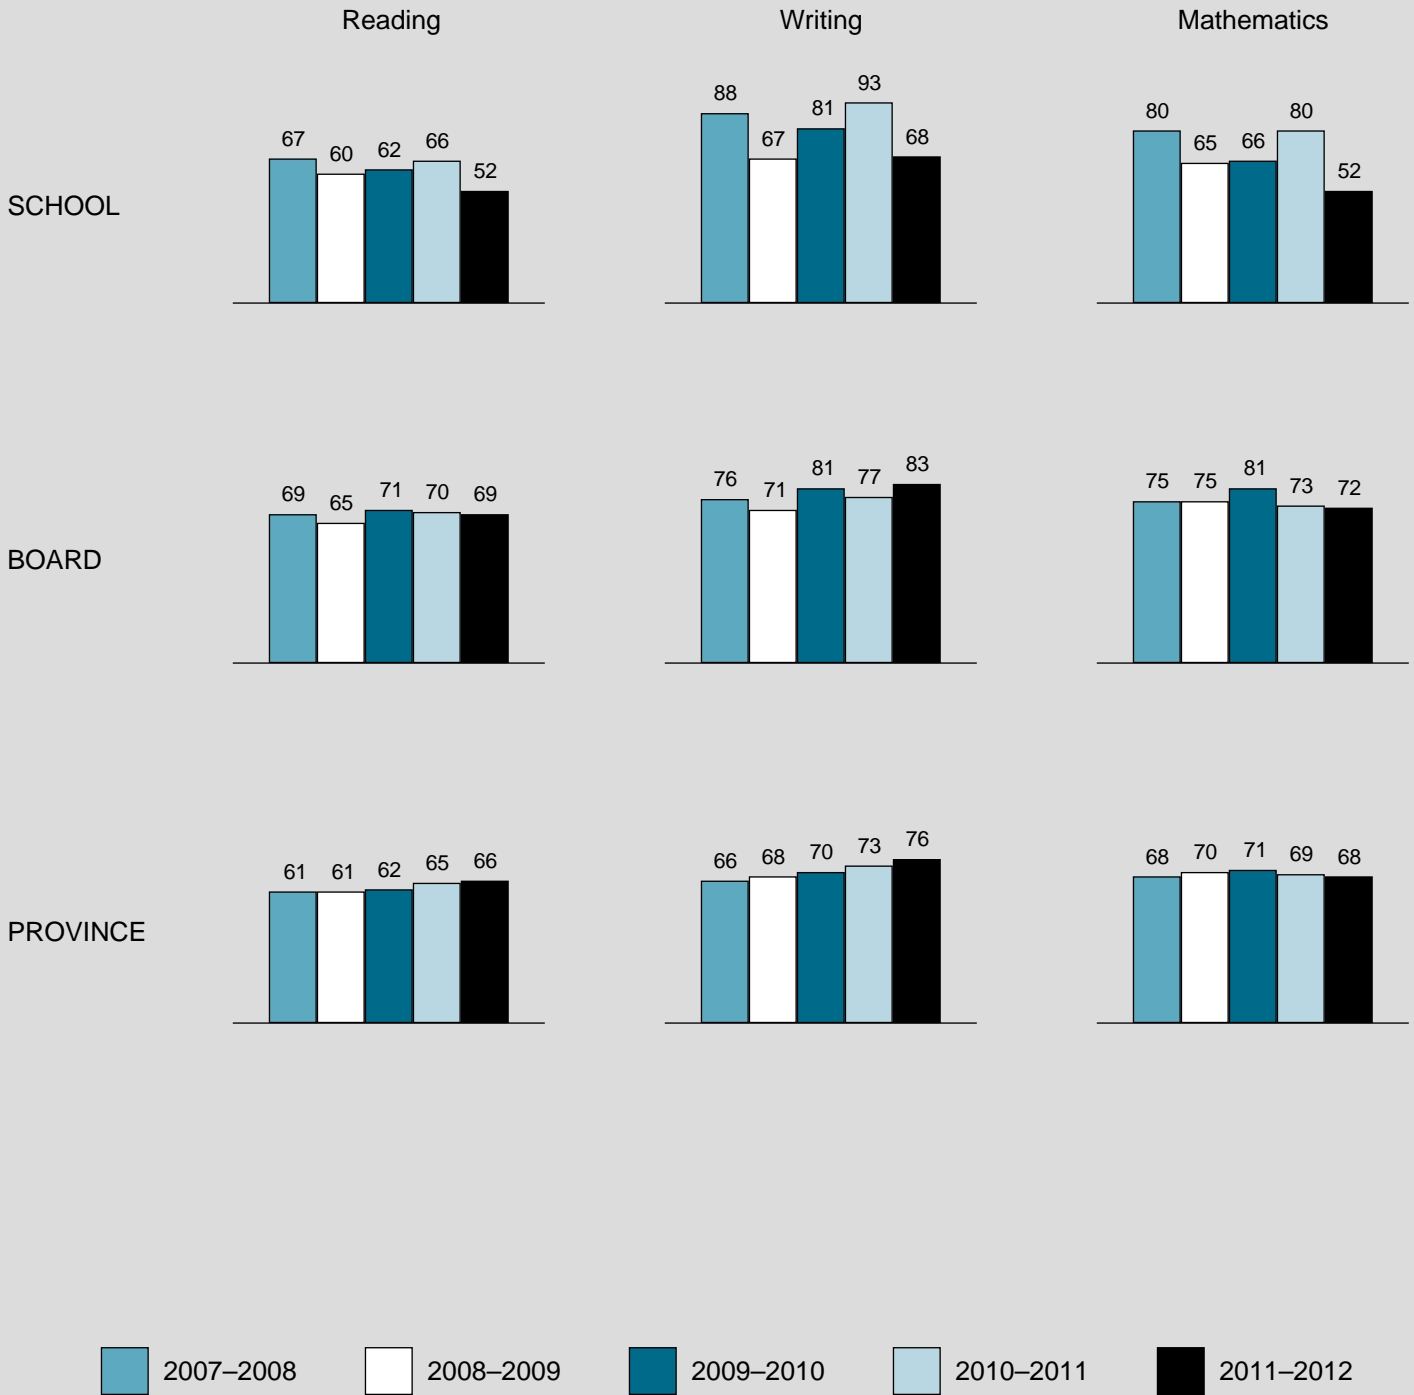 Reading Writing Mathematics
SCHOOL
67 60 62 66 52
88 67 81 93 68
80 65 66 80 52
BOARD
69 65 71 70 69
76 71 81 77 83
75 75 81 73 72
PROVINCE
61 61 62 65 66
66 68 70 73 76
68 70 71 69 68
2007–2008 2008–2009 2009–2010 2010–2011 2011–2012